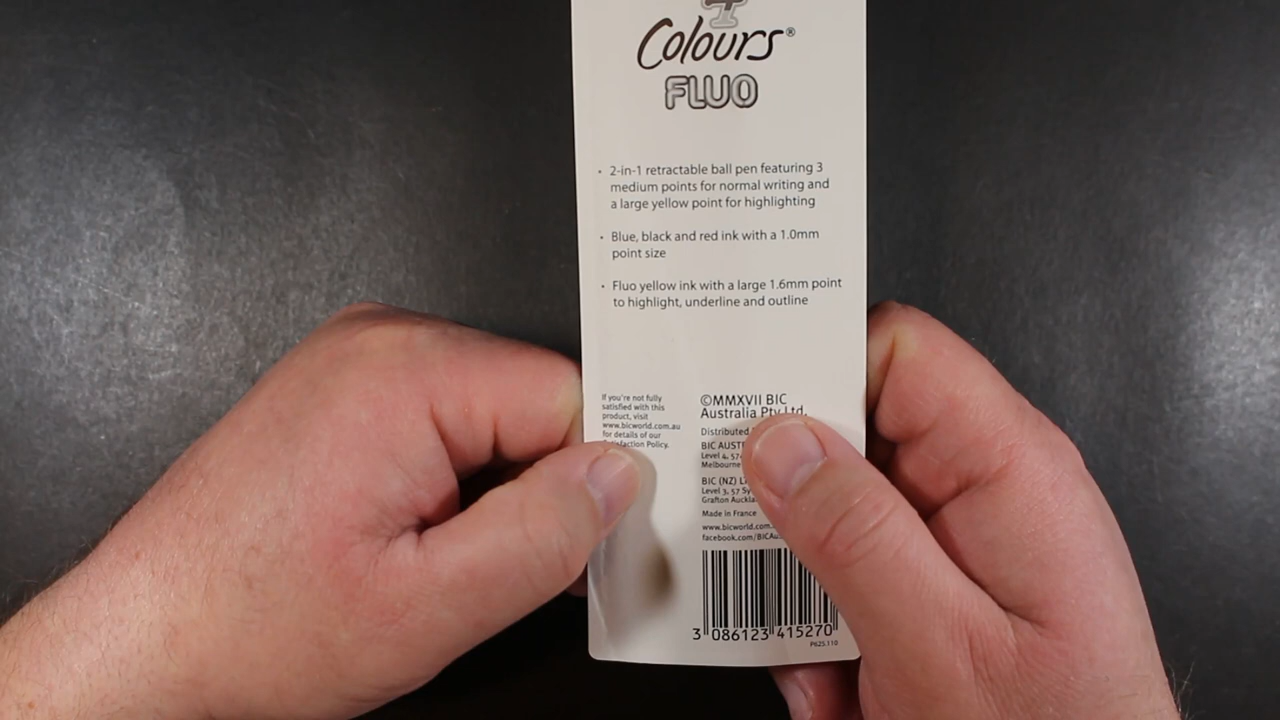 4
Colours®
FLUO
• 2-in-1 retractable ball pen featuring 3
medium points for normal writing and
a large yellow point for highlighting
• Blue, black and red ink with a 1.0mm
point size
• Fluo yellow ink with a large 1.6mm point
to highlight, underline and outline
If you're not fully
satisfied with this
product, visit
www.bicworld.com.au
for details of our
Satisfaction Policy.
©MMXVII BIC
Australia Pty Ltd.
Distributed
BIC AUST
Level 4, 57
Melbourne
BIC (NZ) L
Level 3, 57 Sy
Grafton Auckla
Made in France
www.bicworld.com.
facebook.com/BICAu
3 086123 415270
P625.110